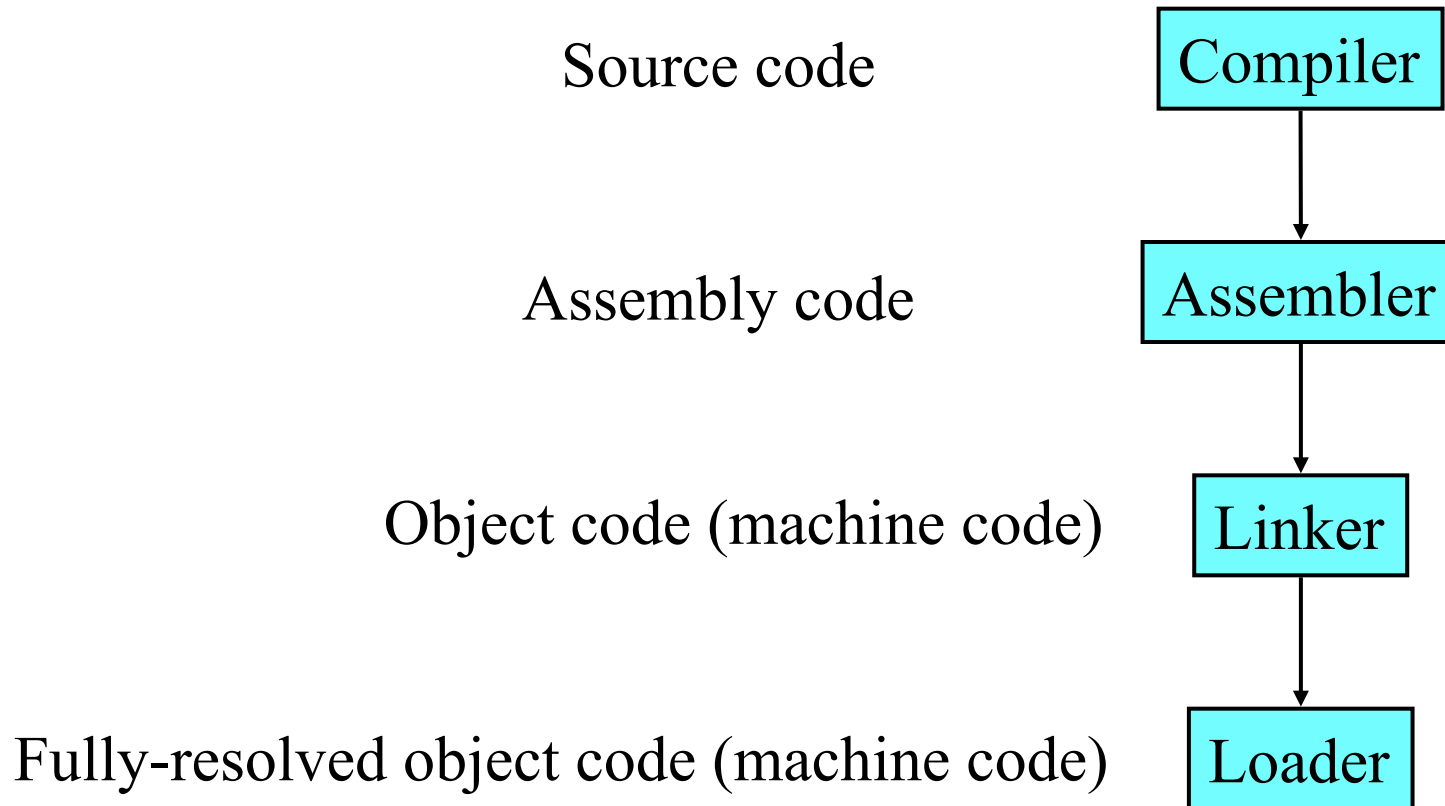 Source code
Compiler
Assembly code
Assembler
Object code (machine code)
Linker
Fully-resolved object code (machine code)
Loader